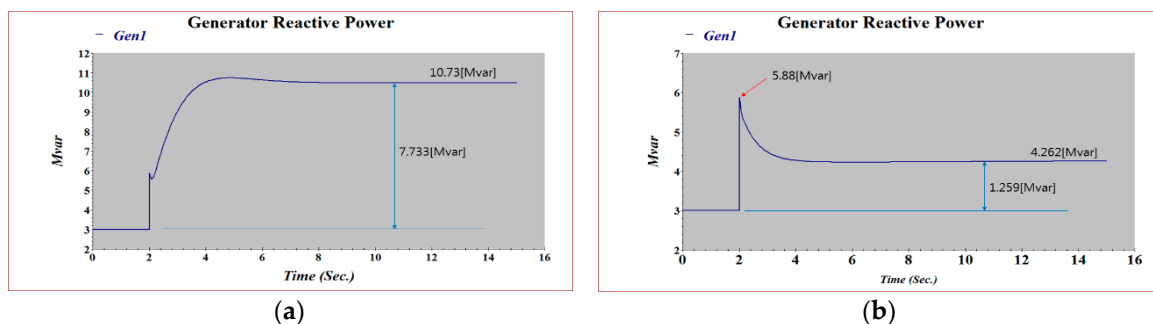 Generator Reactive Power
Gen1
12
11
10
9
8
7
6
5
4
3
2
Mvar
10.73[Mvar]
7.733[Mvar]
0 2 4 6 8 10 12 14 16
Time (Sec.)
(a)
Generator Reactive Power
Gen1
7
6
5
4
3
2
Mvar
5.88[Mvar]
4.262[Mvar]
1.259[Mvar]
0 2 4 6 8 10 12 14 16
Time (Sec.)
(b)